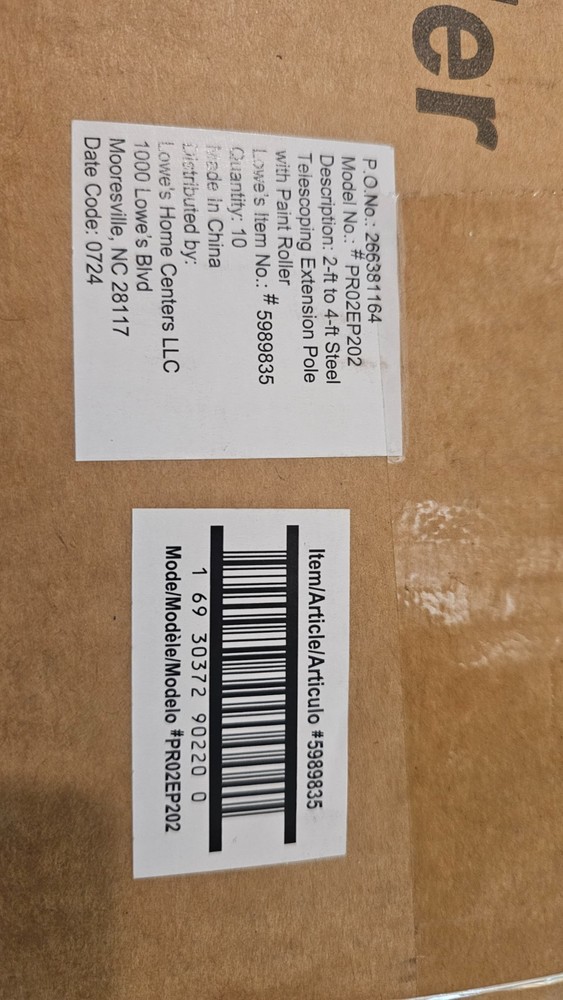 er
P.O.No.: 266381164
Model No.: # PR02EP202
Description: 2-ft to 4-ft Steel
Telescoping Extension Pole
with Paint Roller
Lowe's Item No.: # 5989835
Quantity: 10
Made in China
Distributed by:
Lowe's Home Centers LLC
1000 Lowe's Blvd
Mooresville, NC 28117
Date Code: 0724
Item/Article/Articulo #5989835
1 69 30372 90220 0
Mode/Modèle/Modelo #PR02EP202